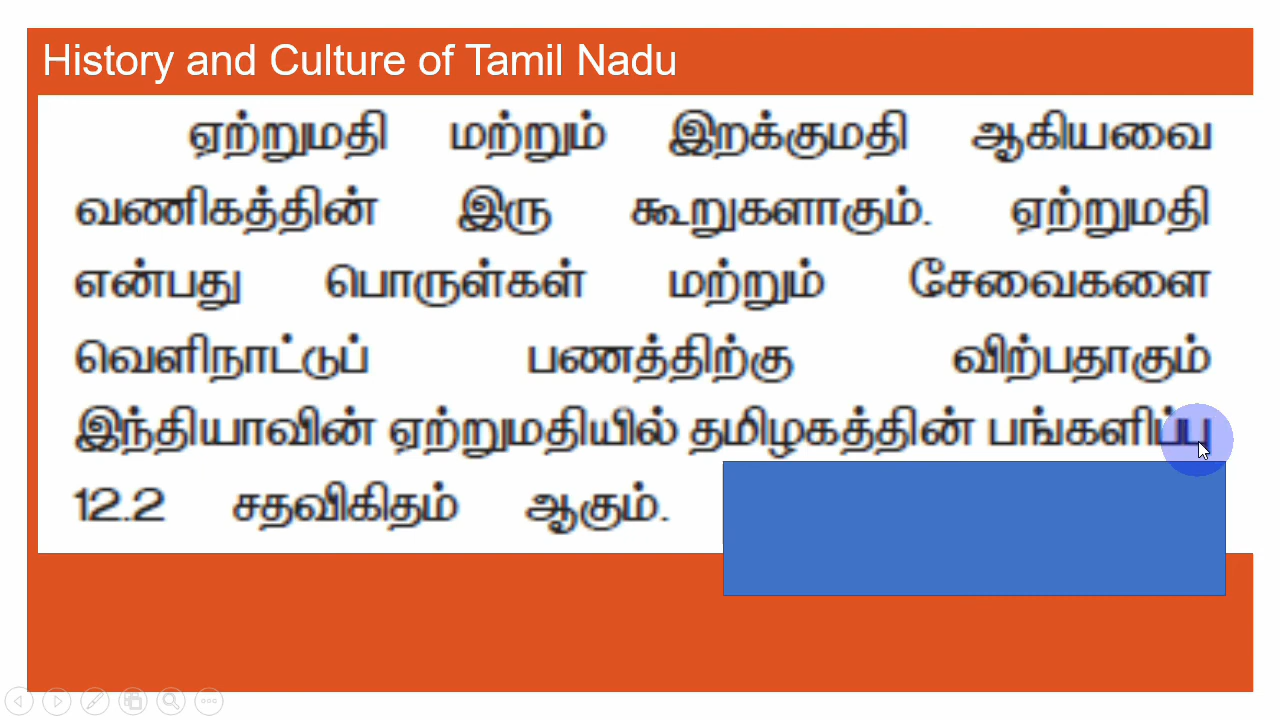 History and Culture of Tamil Nadu
ஏற்றுமதி மற்றும் இறக்குமதி ஆகியவை
வணிகத்தின் இரு கூறுகளாகும். ஏற்றுமதி
என்பது பொருள்கள் மற்றும் சேவைகளை
வெளிநாட்டுப் பணத்திற்கு விற்பதாகும்
இந்தியாவின் ஏற்றுமதியில் தமிழகத்தின் பங்களிப்பு
12.2 சதவிகிதம் ஆகும்.